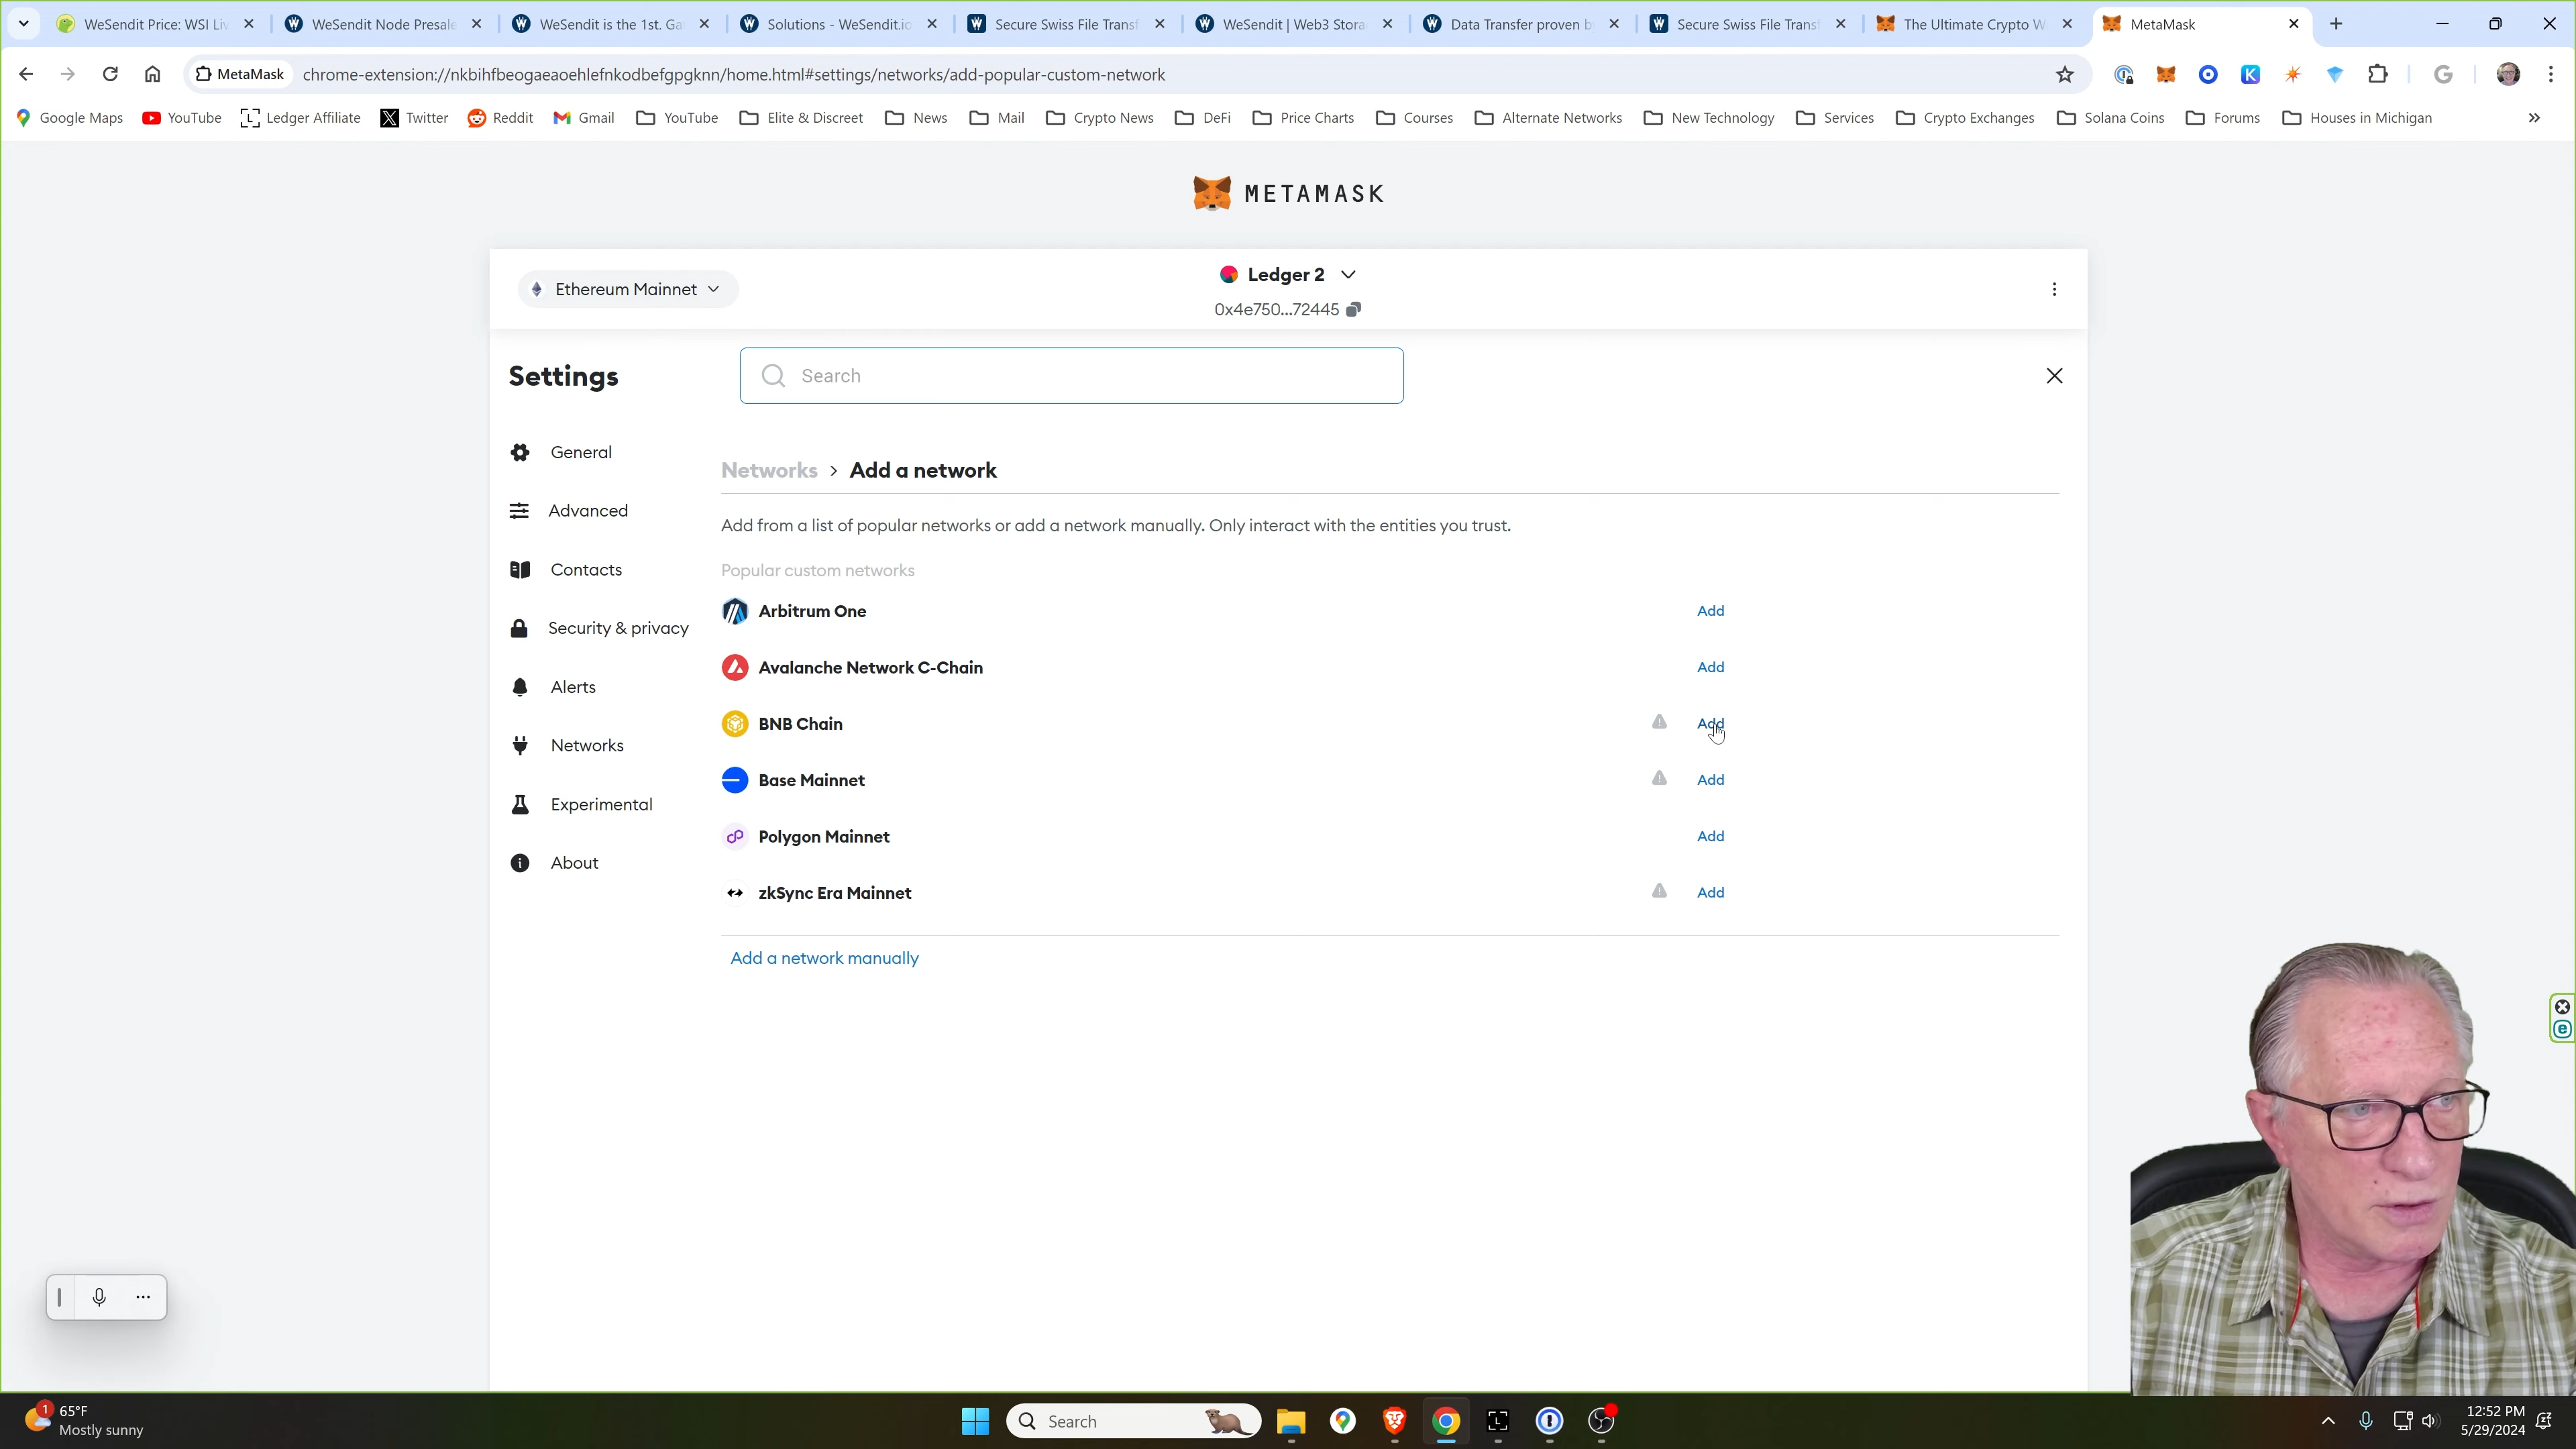 WeSendit Price: WSI Liv
WeSendit Node Presale
WeSendit is the 1st. Ga
Solutions - WeSendit.io
Secure Swiss File Transf
WeSendit | Web3 Stora
Data Transfer proven b
Secure Swiss File Transf
The Ultimate Crypto W
MetaMask
MetaMask
chrome-extension://nkbihfbeogaeaoehlefnkodbefgpgknn/home.html#settings/networks/add-popular-custom-network
Google Maps
YouTube
Ledger Affiliate
Twitter
Reddit
Gmail
YouTube
Elite & Discreet
News
Mail
Crypto News
DeFi
Price Charts
Courses
Alternate Networks
New Technology
Services
Crypto Exchanges
Solana Coins
Forums
Houses in Michigan
METAMASK
Ethereum Mainnet
Ledger 2
0x4e750...72445
Settings
Search
General
Advanced
Contacts
Security & privacy
Alerts
Networks
Experimental
About
Networks > Add a network
Add from a list of popular networks or add a network manually. Only interact with the entities you trust.
Popular custom networks
Arbitrum One Add
Avalanche Network C-Chain Add
BNB Chain Add
Base Mainnet Add
Polygon Mainnet Add
zkSync Era Mainnet Add
Add a network manually
1
65°F
Mostly sunny
Search
12:52 PM
5/29/2024